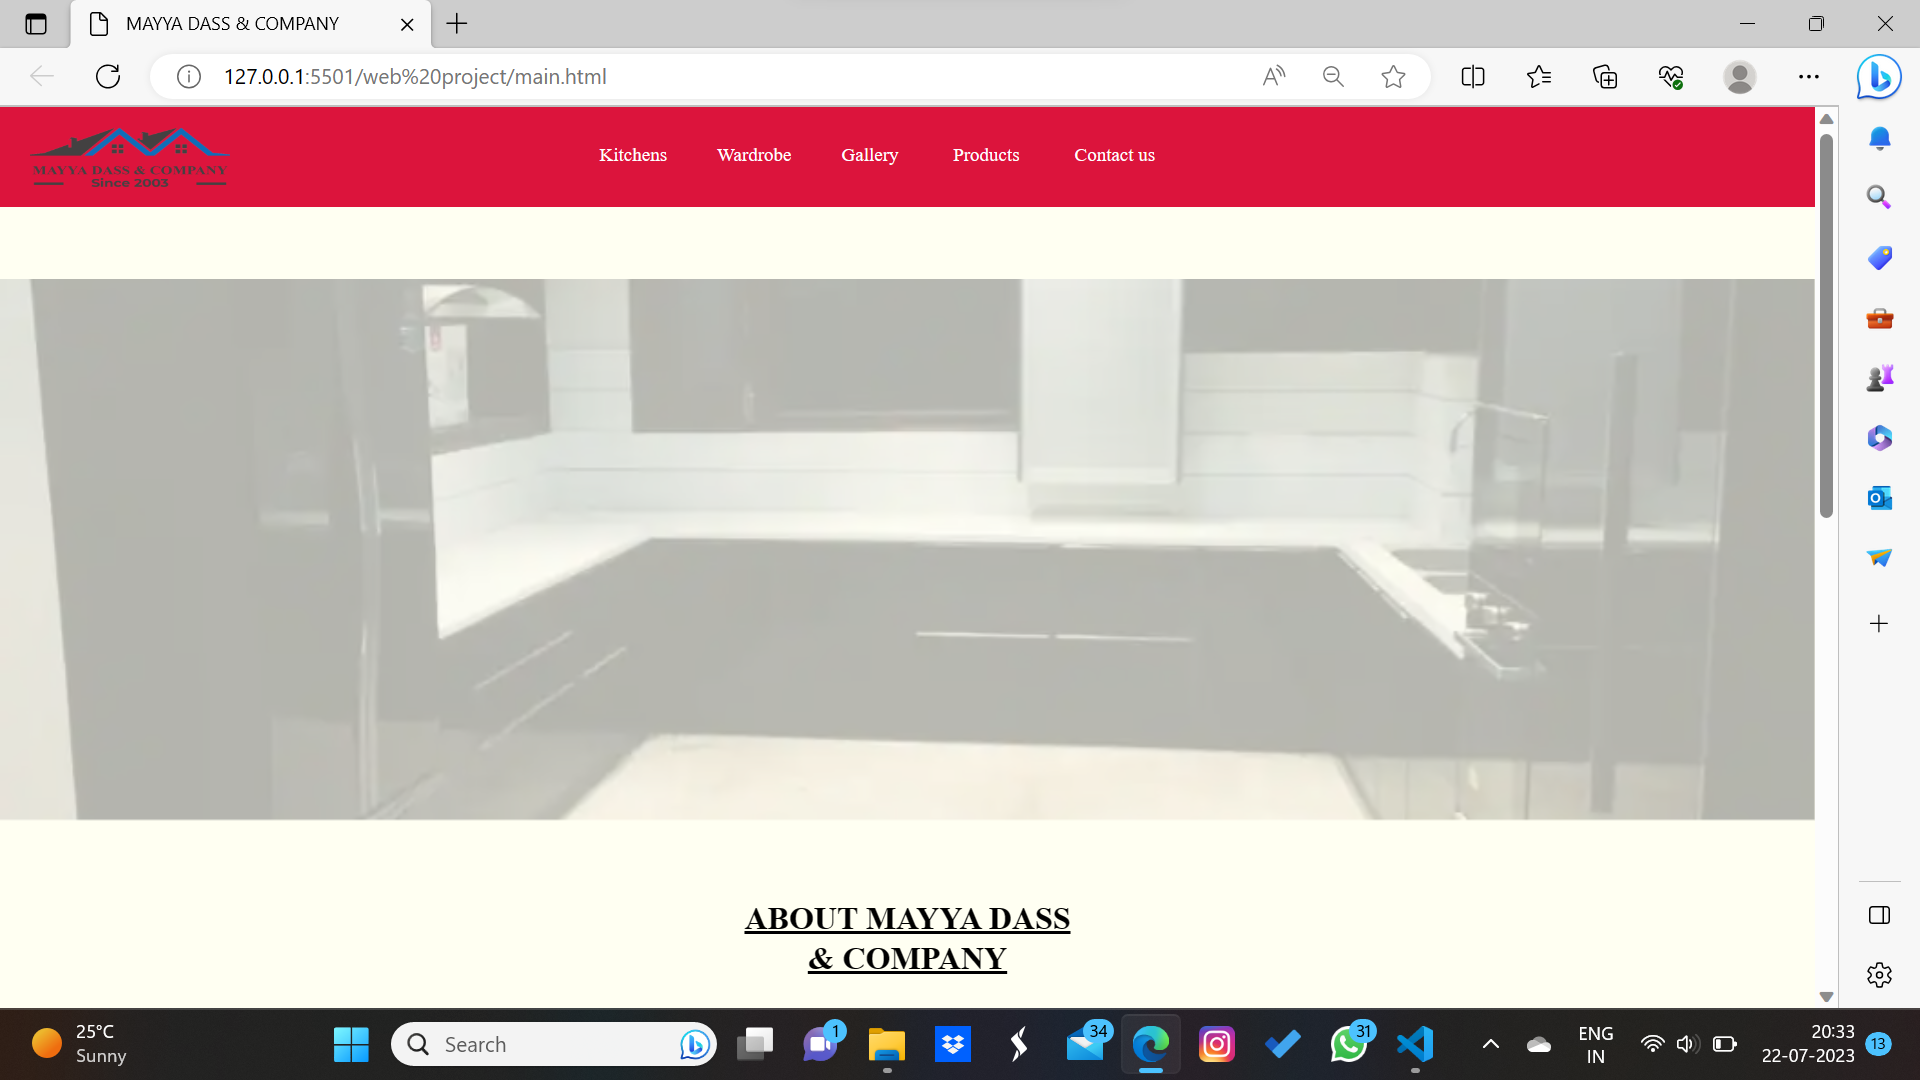 MAYYA DASS & COMPANY
127.0.0.1:5501/web%20project/main.html
MAYYA DASS & COMPANY
Since 2003
Kitchens Wardrobe Gallery Products Contact us
ABOUT MAYYA DASS
& COMPANY
25°C
Sunny
Search
1
34
31
ENG
IN
20:33
22-07-2023
13